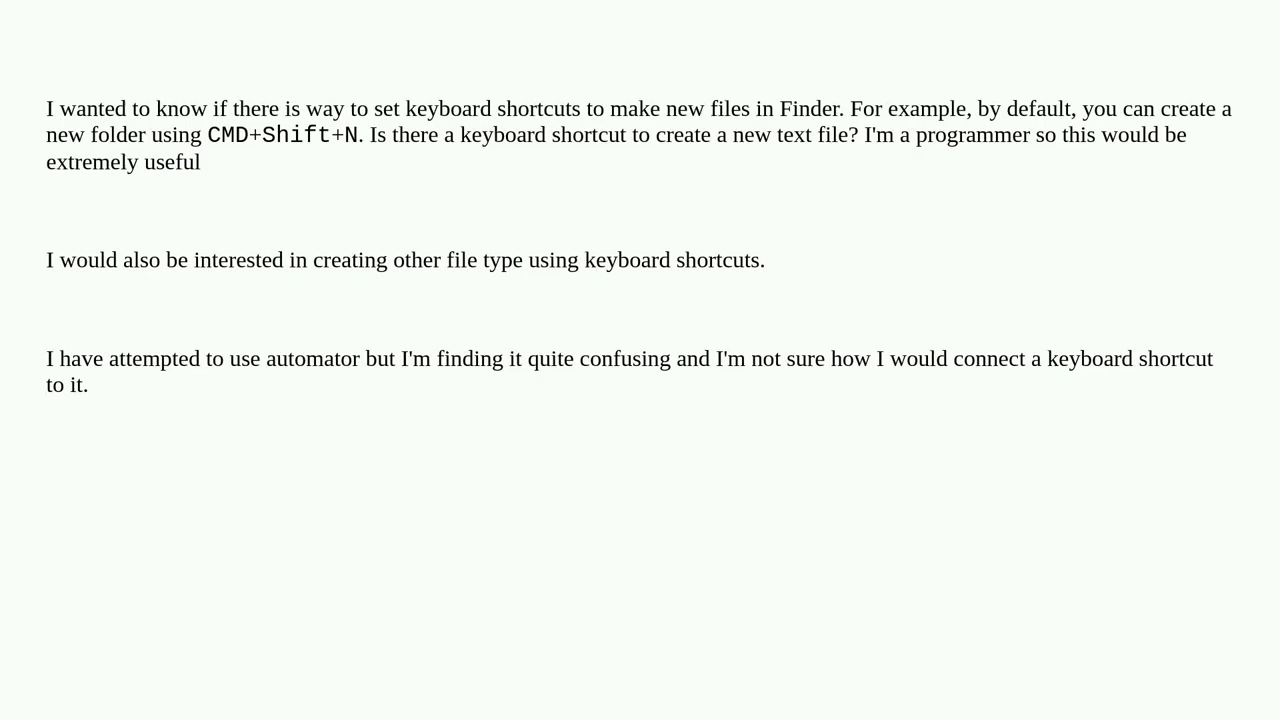 I wanted to know if there is way to set keyboard shortcuts to make new files in Finder. For example, by default, you can create a
new folder using CMD+Shift+N. Is there a keyboard shortcut to create a new text file? I'm a programmer so this would be
extremely useful
I would also be interested in creating other file type using keyboard shortcuts.
I have attempted to use automator but I'm finding it quite confusing and I'm not sure how I would connect a keyboard shortcut
to it.